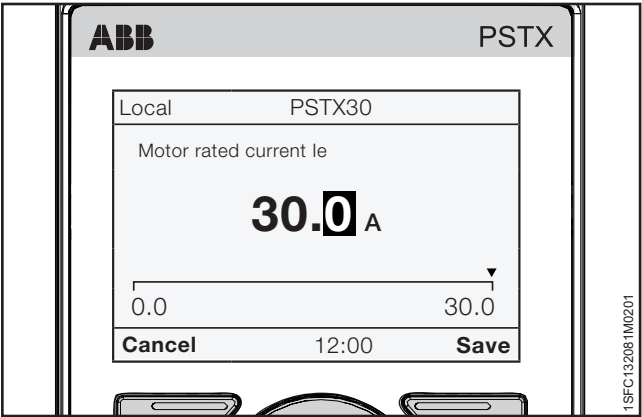 ABB PSTX
Local PSTX30
Motor rated current Ie
30.0 A
0.0 30.0
Cancel 12:00 Save
1SFC132081M0201